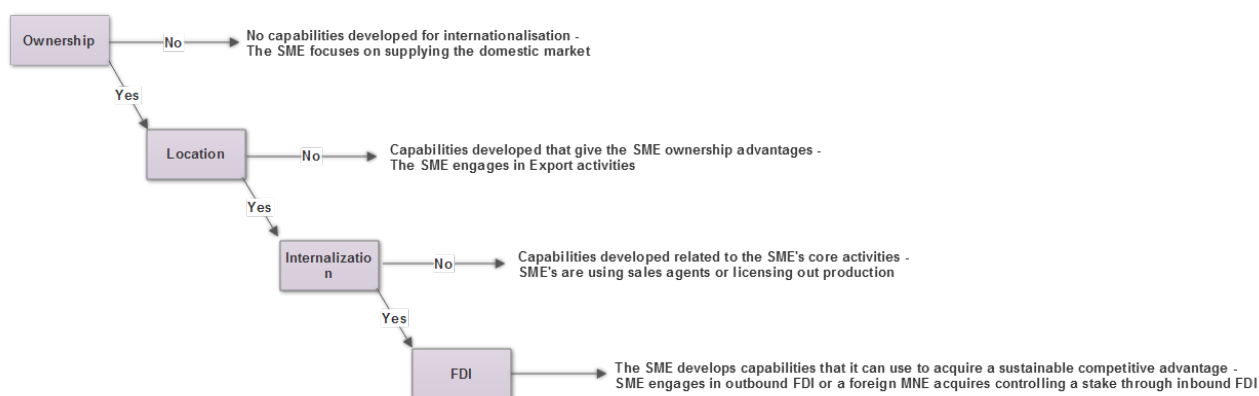 Ownership
No
No capabilities developed for internationalisation -
The SME focuses on supplying the domestic market
Yes
Location
No
Capabilities developed that give the SME ownership advantages -
The SME engages in Export activities
Yes
Internalizatio
n
No
Capabilities developed related to the SME's core activities -
SME's are using sales agents or licensing out production
Yes
FDI
The SME develops capabilities that it can use to acquire a sustainable competitive advantage -
SME engages in outbound FDI or a foreign MNE acquires controlling a stake through inbound FDI